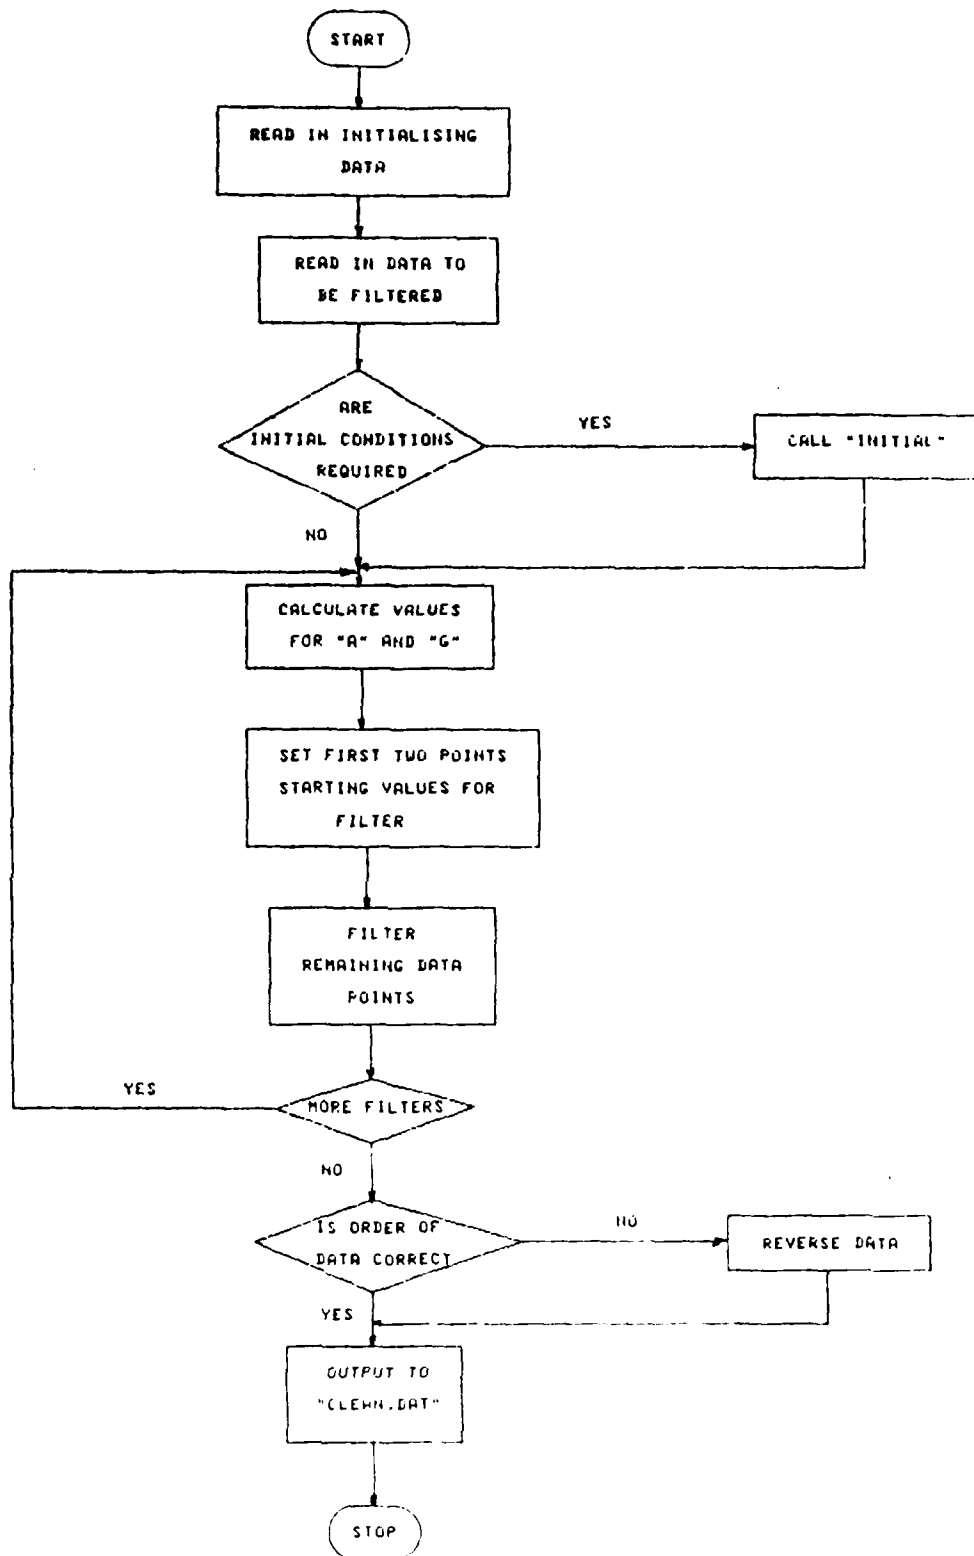 START
READ IN INITIALISING
DATA
READ IN DATA TO
BE FILTERED
ARE
INITIAL CONDITIONS
REQUIRED
YES
CALL "INITIAL"
NO
CALCULATE VALUES
FOR "A" AND "G"
SET FIRST TWO POINTS
STARTING VALUES FOR
FILTER
FILTER
REMAINING DATA
POINTS
YES
MORE FILTERS
NO
IS ORDER OF
DATA CORRECT
NO
REVERSE DATA
YES
OUTPUT TO
"CLEAN.DAT"
STOP